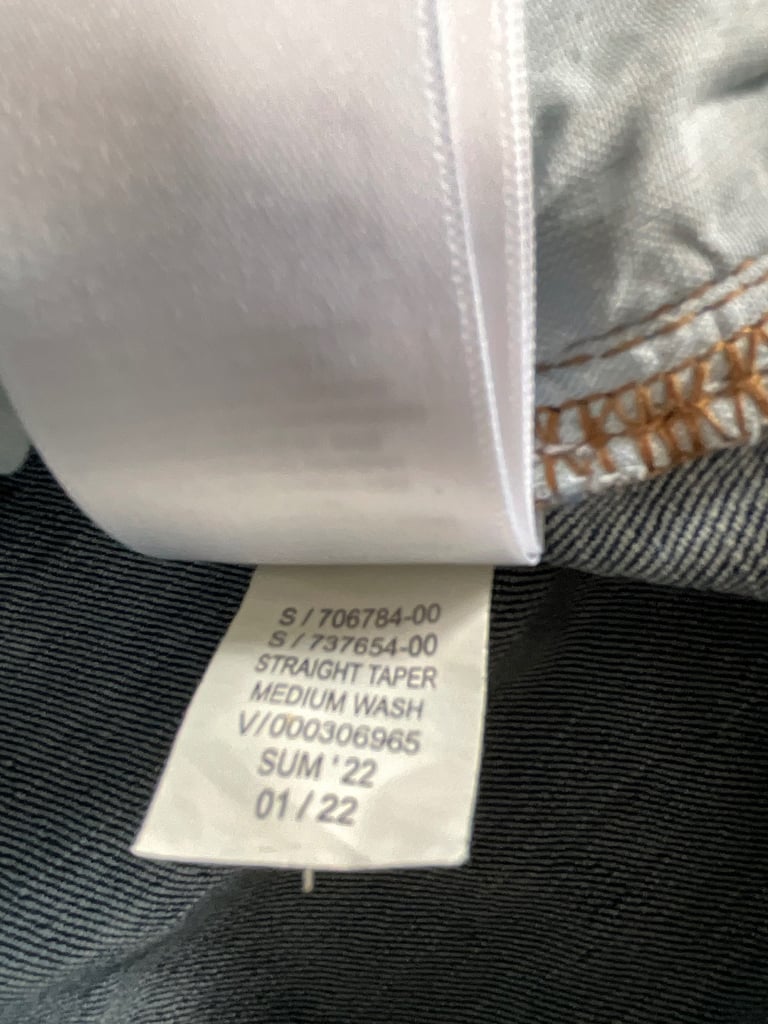 S / 706784-00
S / 737654-00
STRAIGHT TAPER
MEDIUM WASH
V/000306965
SUM '22
01 / 22